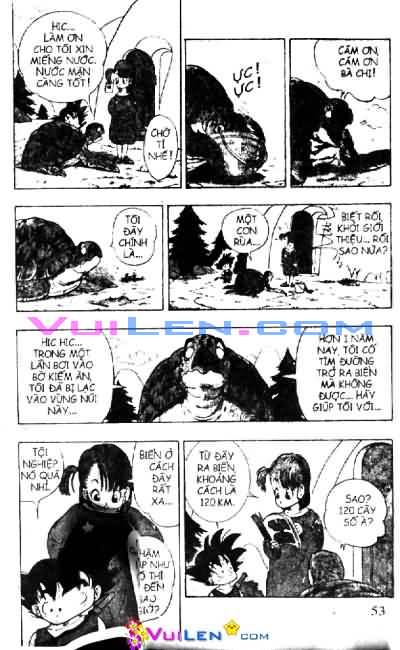 HIC...
LÀM ƠN
CHO TÔI XIN
MIẾNG NƯỚC.
NƯỚC MẶN
CÀNG TỐT!
CHỜ
TÍ
NHÉ!
ỰC!
ỰC!
CẢM ƠN,
CẢM ƠN
BÀ CHỊ!
TÔI
ĐÂY
CHÍNH
LÀ...
MỘT
CON
RÙA...
BIẾT RỒI,
KHỎI GIỚI
THIỆU... RỒI
SAO NỮA?
HIC HIC...
TRONG MỘT
LẦN BƠI VÀO
BỜ KIẾM ĂN,
TÔI ĐÃ BỊ LẠC
VÀO VÙNG NÚI
NÀY...
HƠN 1 NĂM
NAY, TÔI CỐ
TÌM ĐƯỜNG
TRỞ RA BIỂN
MÀ KHÔNG
ĐƯỢC... HÃY
GIÚP TÔI VỚI...
VuiLen.com
TỘI
NGHIỆP
NÓ QUÁ
NHỈ.
BIỂN Ở
CÁCH
ĐÂY
RẤT
XA...
TỪ ĐÂY
RA BIỂN,
KHOẢNG
CÁCH LÀ
120 KM.
SAO?
120 CÂY
SỐ À?
53
VuiLen.com